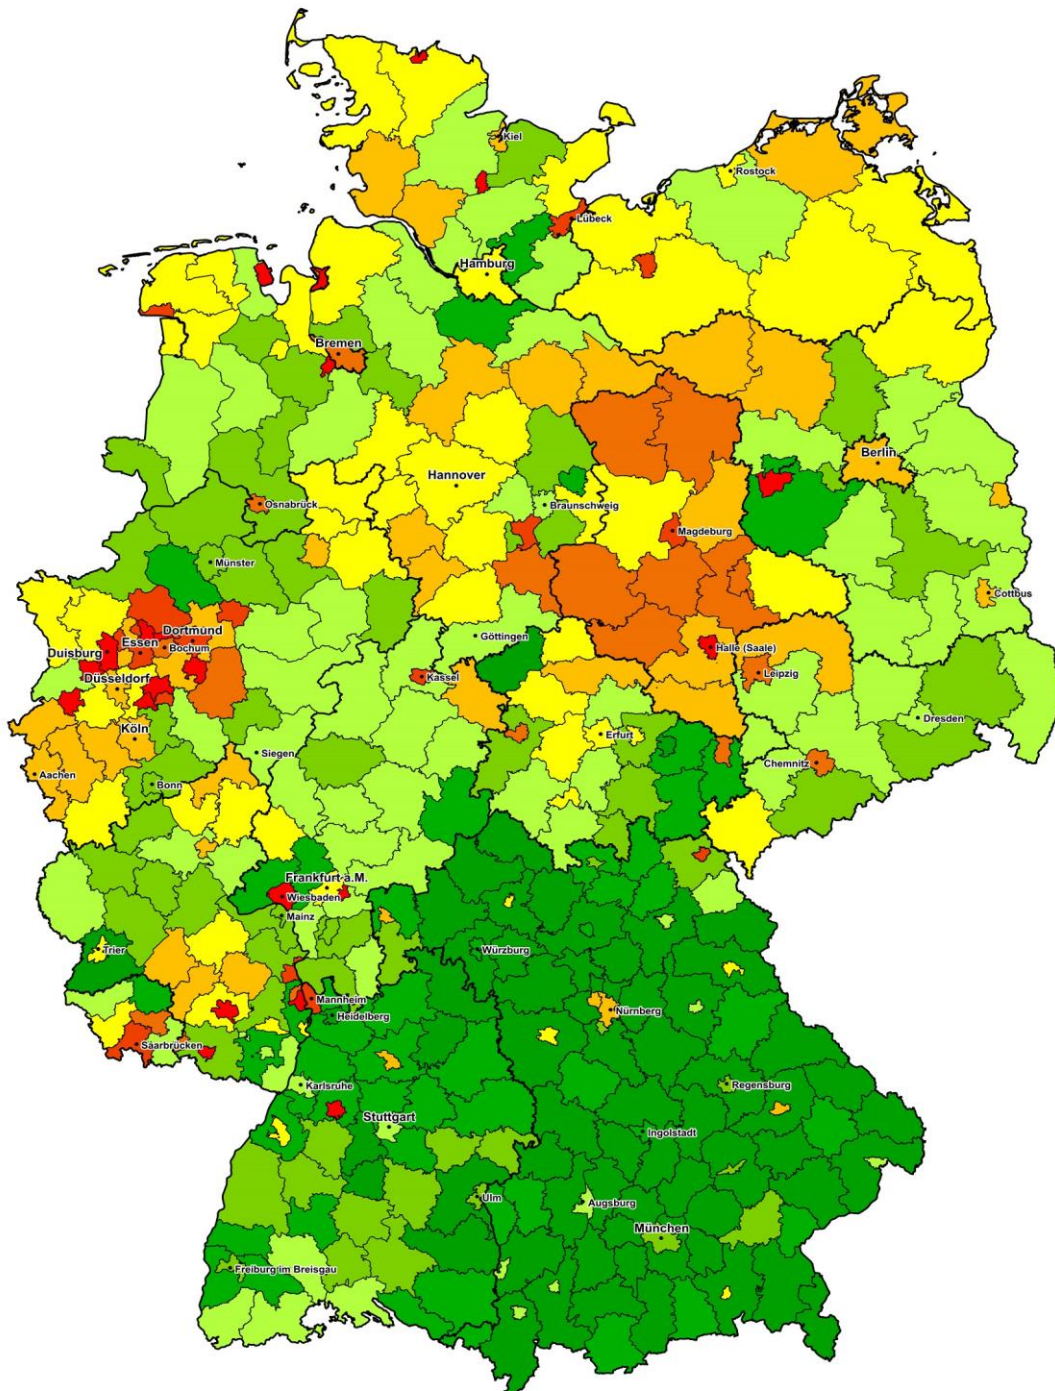 Kiel
Rostock
Lübeck
Hamburg
Bremen
Berlin
Hannover
Braunschweig
Osnabrück
Magdeburg
Münster
Cottbus
Dortmund
Essen
Bochum
Duisburg
Göttingen
Halle (Saale)
Leipzig
Kassel
Düsseldorf
Dresden
Köln
Erfurt
Siegen
Chemnitz
Aachen
Bonn
Frankfurt a.M.
Wiesbaden
Mainz
Trier
Würzburg
Mannheim
Nürnberg
Heidelberg
Saarbrücken
Karlsruhe
Regensburg
Stuttgart
Ingolstadt
Ulm
Augsburg
München
Freiburg im Breisgau